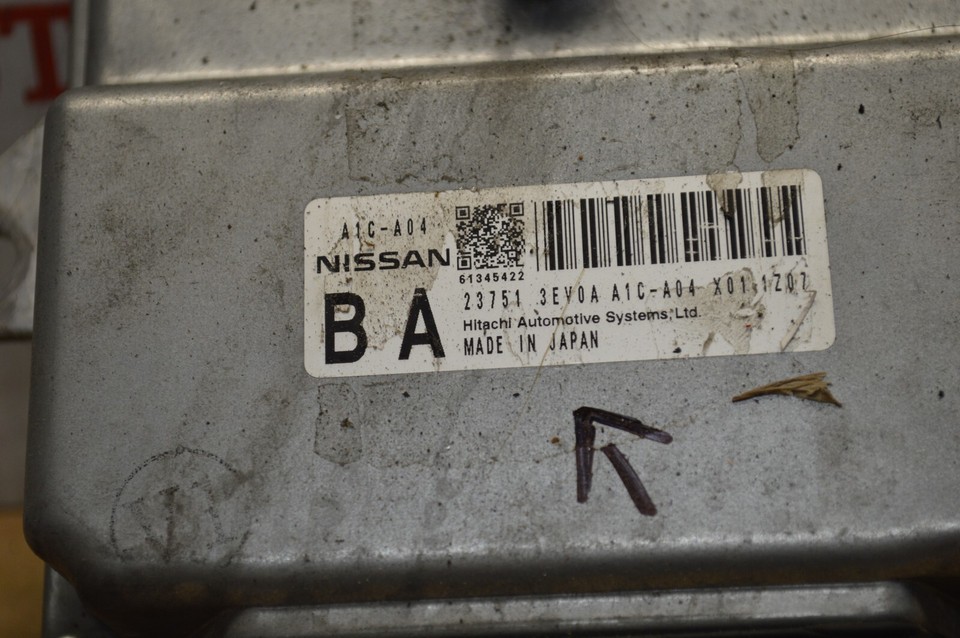 A1C-A04
NISSAN
61345422
BA
23751 3EV0A A1C-A04 X01 1Z07
Hitachi Automotive Systems,Ltd.
MADE IN JAPAN